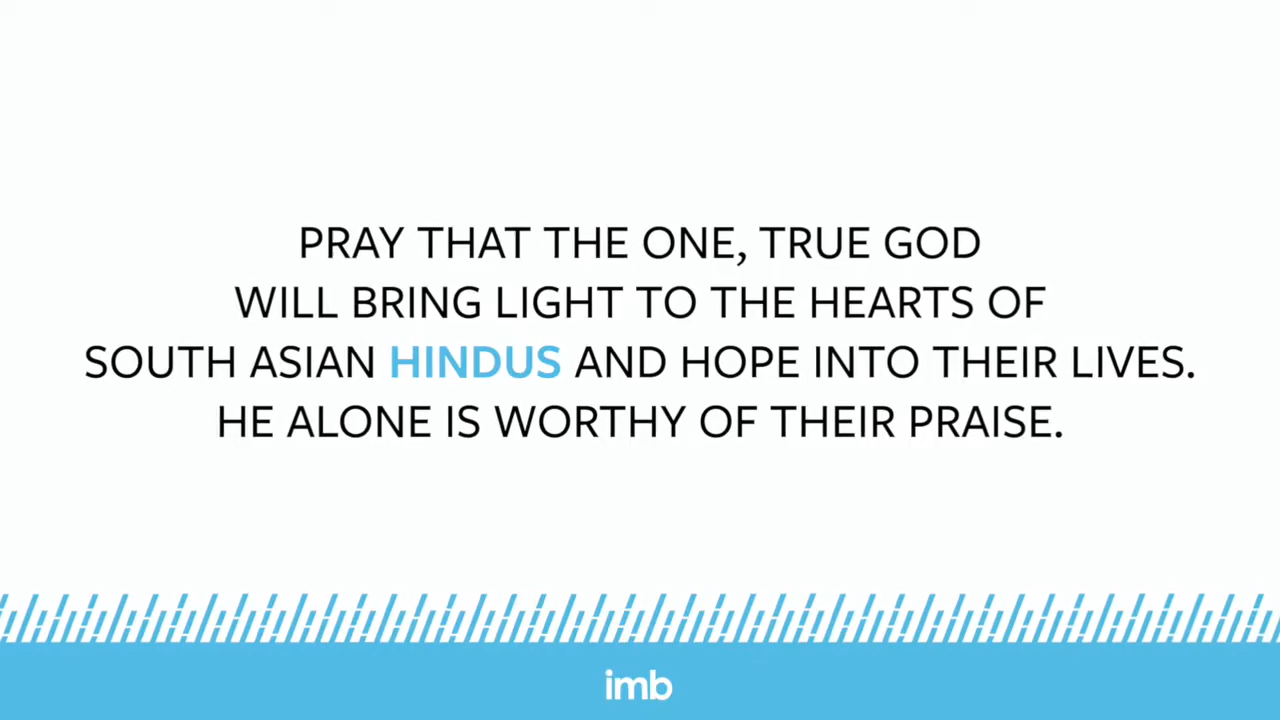 PRAY THAT THE ONE, TRUE GOD
WILL BRING LIGHT TO THE HEARTS OF
SOUTH ASIAN HINDUS AND HOPE INTO THEIR LIVES.
HE ALONE IS WORTHY OF THEIR PRAISE.
imb